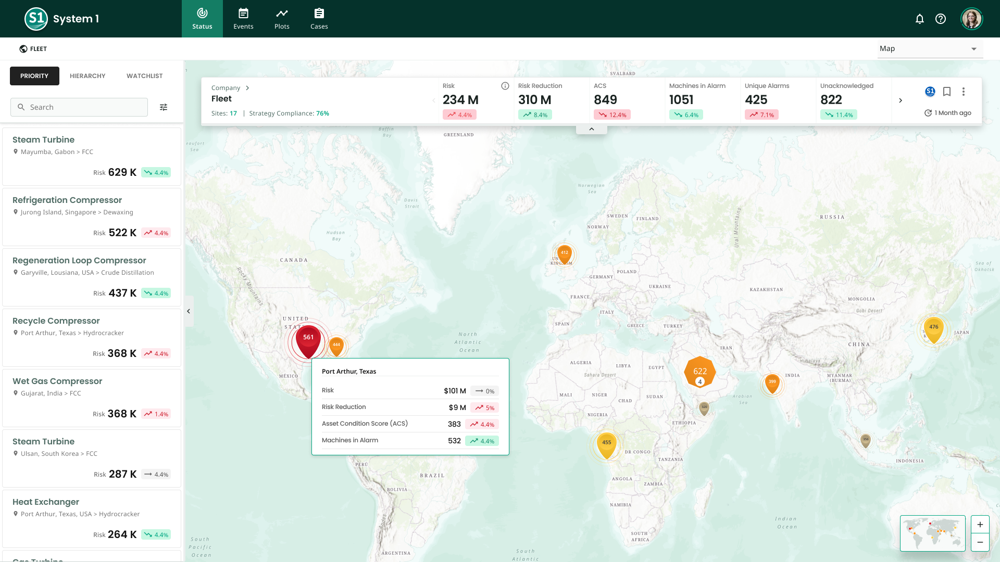 S1 System 1
Status
Events
Plots
Cases
FLEET
Map
PRIORITY
HIERARCHY
WATCHLIST
Search
Steam Turbine
Mayumba, Gabon > FCC
Risk 629 K 4.4%
Refrigeration Compressor
Jurong Island, Singapore > Dewaxing
Risk 522 K 4.4%
Regeneration Loop Compressor
Garyville, Lousiana, USA > Crude Distillation
Risk 437 K 4.4%
Recycle Compressor
Port Arthur, Texas > Hydrocracker
Risk 368 K 4.4%
Wet Gas Compressor
Gujarat, India > FCC
Risk 368 K 1.4%
Steam Turbine
Ulsan, South Korea > FCC
Risk 287 K 4.4%
Heat Exchanger
Port Arthur, Texas, USA > Hydrocracker
Risk 264 K 4.4%
Gas Turbine
Company
Fleet
Sites: 17 | Strategy Compliance: 76%
Risk
234 M
4.4%
Risk Reduction
310 M
8.4%
ACS
849
12.4%
Machines in Alarm
1051
6.4%
Unique Alarms
425
7.1%
Unacknowledged
822
11.4%
S1
1 Month ago
SVALBARD
Baffin
Bay
GREENLAND
eaufort
Sea
Norwegian
Sea
Davis
Strait
Hudson
Bay
SWEDEN
FINLAND
NORWAY
RUSSIA
Ural Mountains
CANADA
Rocky Mountains
412
UN
KINGDOM
Sea of
Okhotsk
GERMANY
POLAND
UKRAINE
KAZAKHSTAN
FRANCE
MONGOLIA
Gobi Desert
ITALY
SPAIN
GREECE
TURKEY
UNITED
STATES
561
444
North
Atlantic
Ocean
476
S
K
JAPAN
IRAN
CHINA
Himalaya
ALGERIA
LIBYA
EGYPT
Sahara Desert
622
4
399
INDIA
MYANMAR
(BURMA)
MÉXICO
MALI
NIGER
CHAD
SUDAN
Arabian
Sea
320
NIGERIA
ETHIOPIA
455
356
DR CONGO
TANZANIA
INDONESIA
PERÚ
BRAZIL
ANGOLA
ZAMBIA
BOLIVIA
NAMIBIA
Andes
Indian
Ocean
SOUTH
AFRICA
South
Pacific
Ocean
ARGENTINA
South
Atlantic
Port Arthur, Texas
Risk $101 M 0%
Risk Reduction $9 M 5%
Asset Condition Score (ACS) 383 4.4%
Machines in Alarm 532 4.4%
+
−